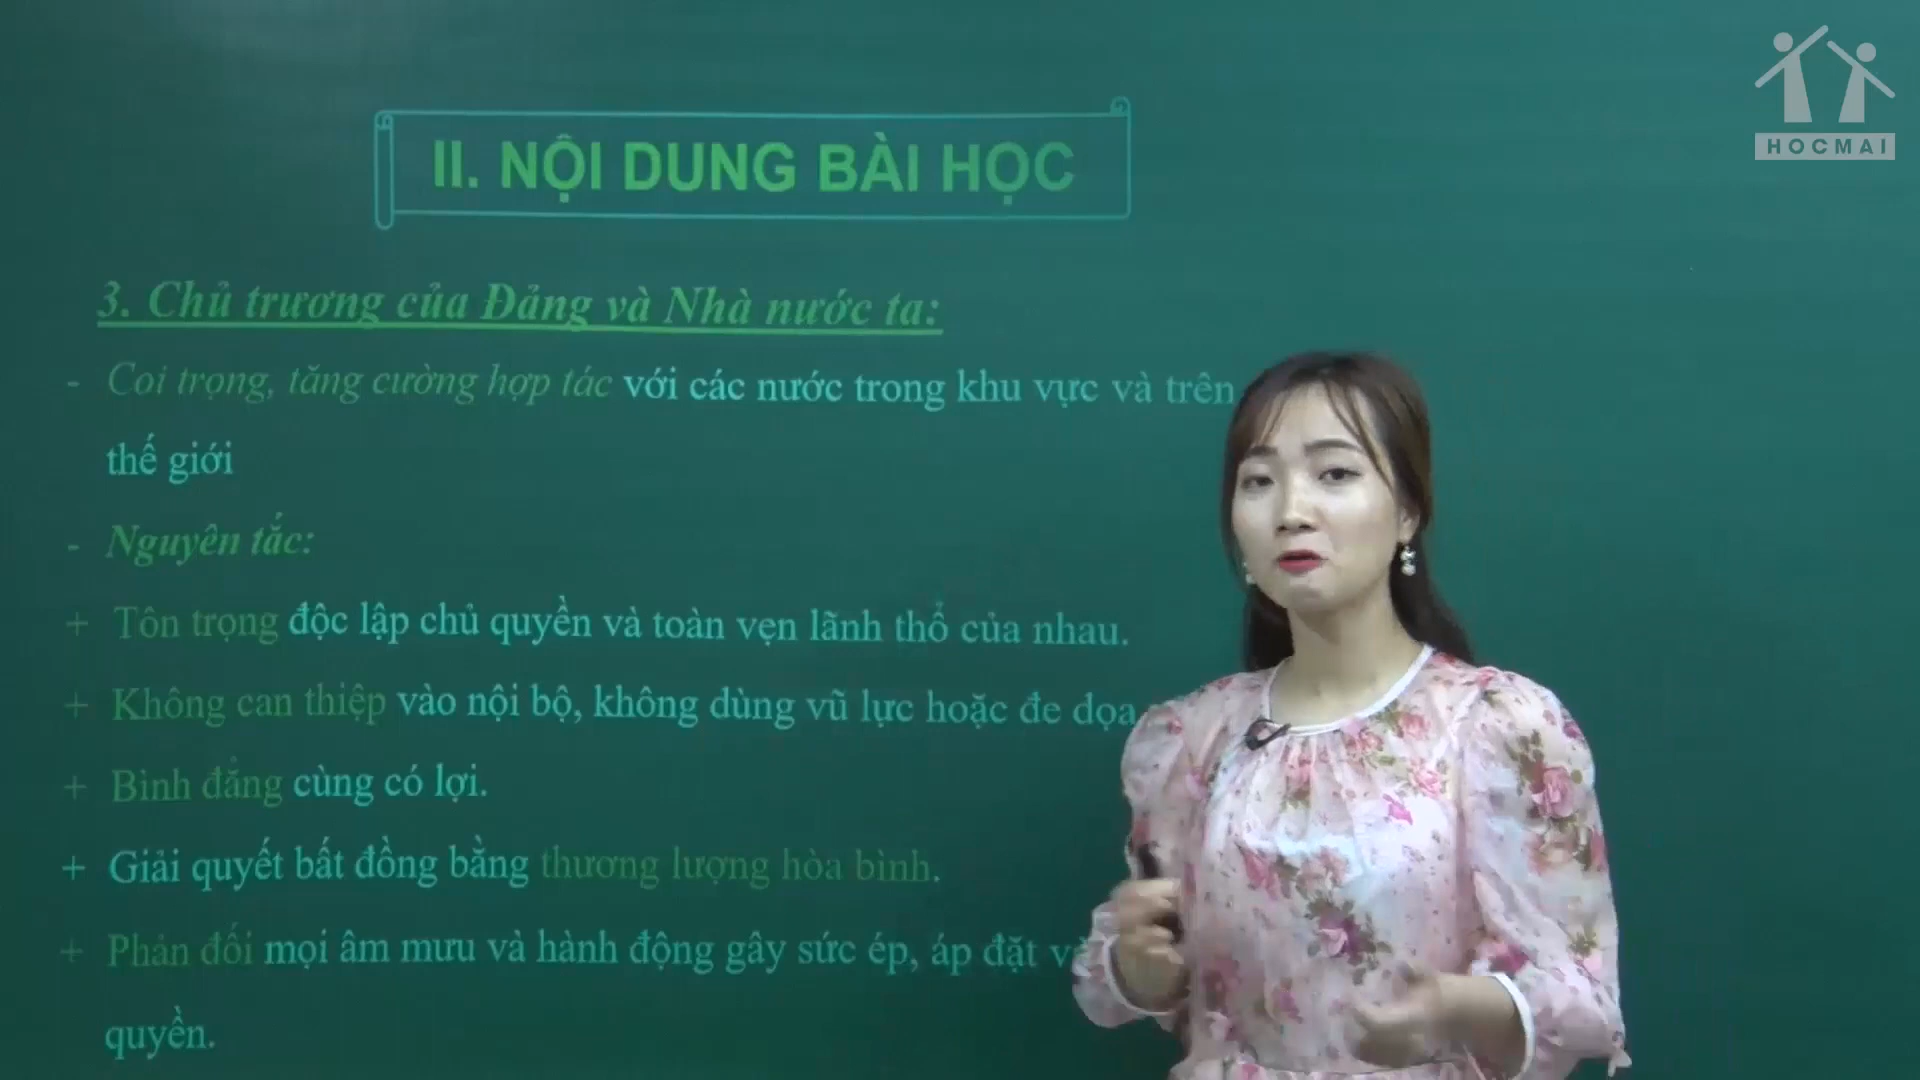 HOCMAI
II. NỘI DUNG BÀI HỌC
3. Chủ trương của Đảng và Nhà nước ta:
- Coi trọng, tăng cường hợp tác với các nước trong khu vực và trên
thế giới
- Nguyên tắc:
+ Tôn trọng độc lập chủ quyền và toàn vẹn lãnh thổ của nhau.
+ Không can thiệp vào nội bộ, không dùng vũ lực hoặc đe dọa
+ Bình đẳng cùng có lợi.
+ Giải quyết bất đồng bằng thương lượng hòa bình.
+ Phản đối mọi âm mưu và hành động gây sức ép, áp đặt
quyền.